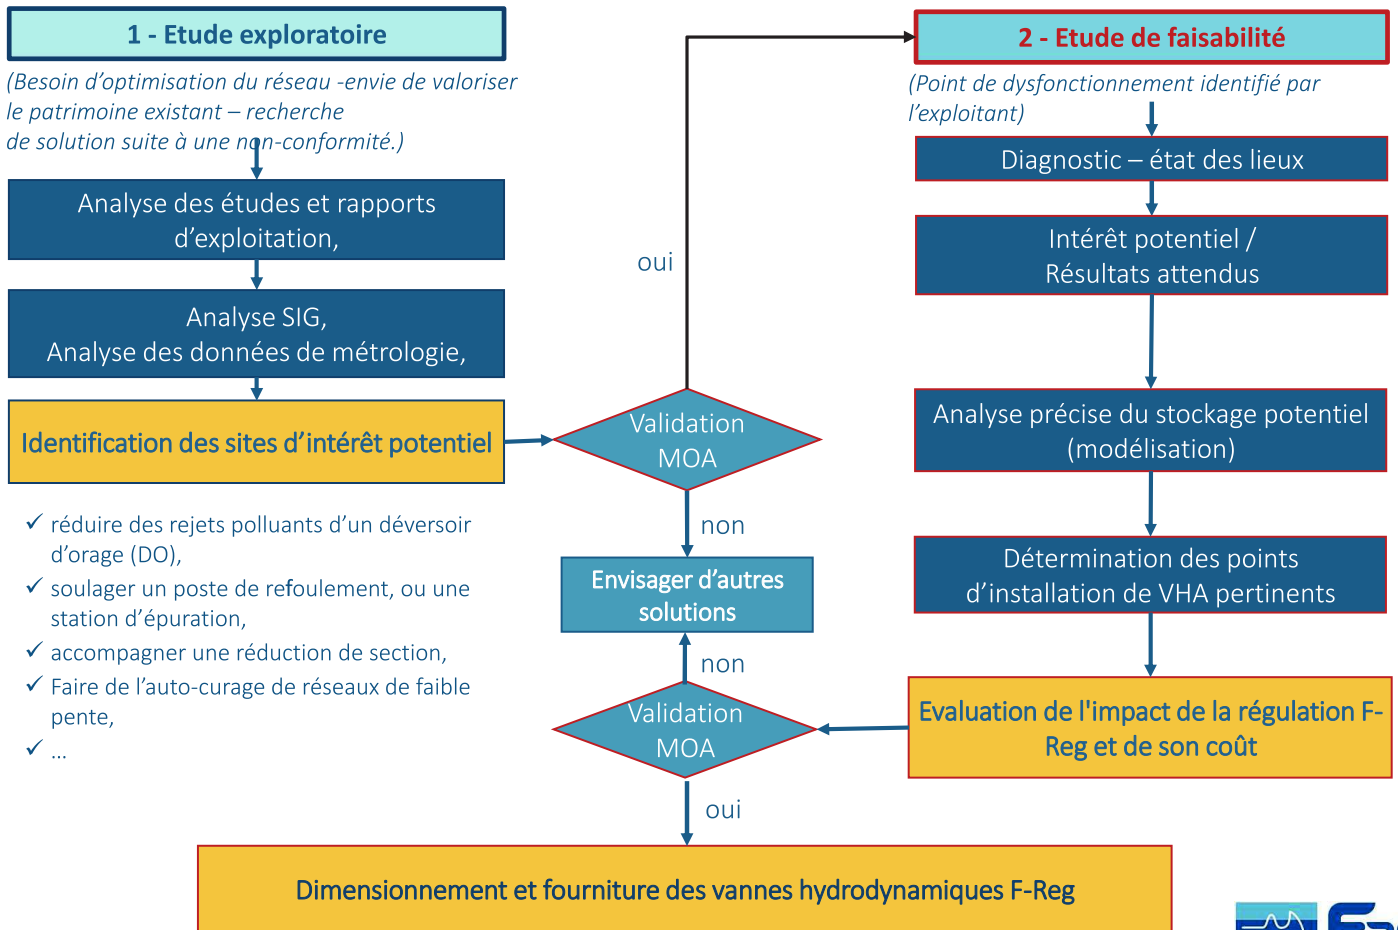 1 - Etude exploratoire
(Besoin d’optimisation du réseau -envie de valoriser
le patrimoine existant – recherche
de solution suite à une non-conformité.)
Analyse des études et rapports
d’exploitation,
Analyse SIG,
Analyse des données de métrologie,
Identification des sites d’intérêt potentiel
✓ réduire des rejets polluants d’un déversoir
d’orage (DO),
✓ soulager un poste de refoulement, ou une
station d’épuration,
✓ accompagner une réduction de section,
✓ Faire de l’auto-curage de réseaux de faible
pente,
✓ ...
oui
Validation
MOA
non
Envisager d’autres
solutions
non
Validation
MOA
oui
2 - Etude de faisabilité
(Point de dysfonctionnement identifié par
l’exploitant)
Diagnostic – état des lieux
Intérêt potentiel /
Résultats attendus
Analyse précise du stockage potentiel
(modélisation)
Détermination des points
d’installation de VHA pertinents
Evaluation de l'impact de la régulation F-
Reg et de son coût
Dimensionnement et fourniture des vannes hydrodynamiques F-Reg